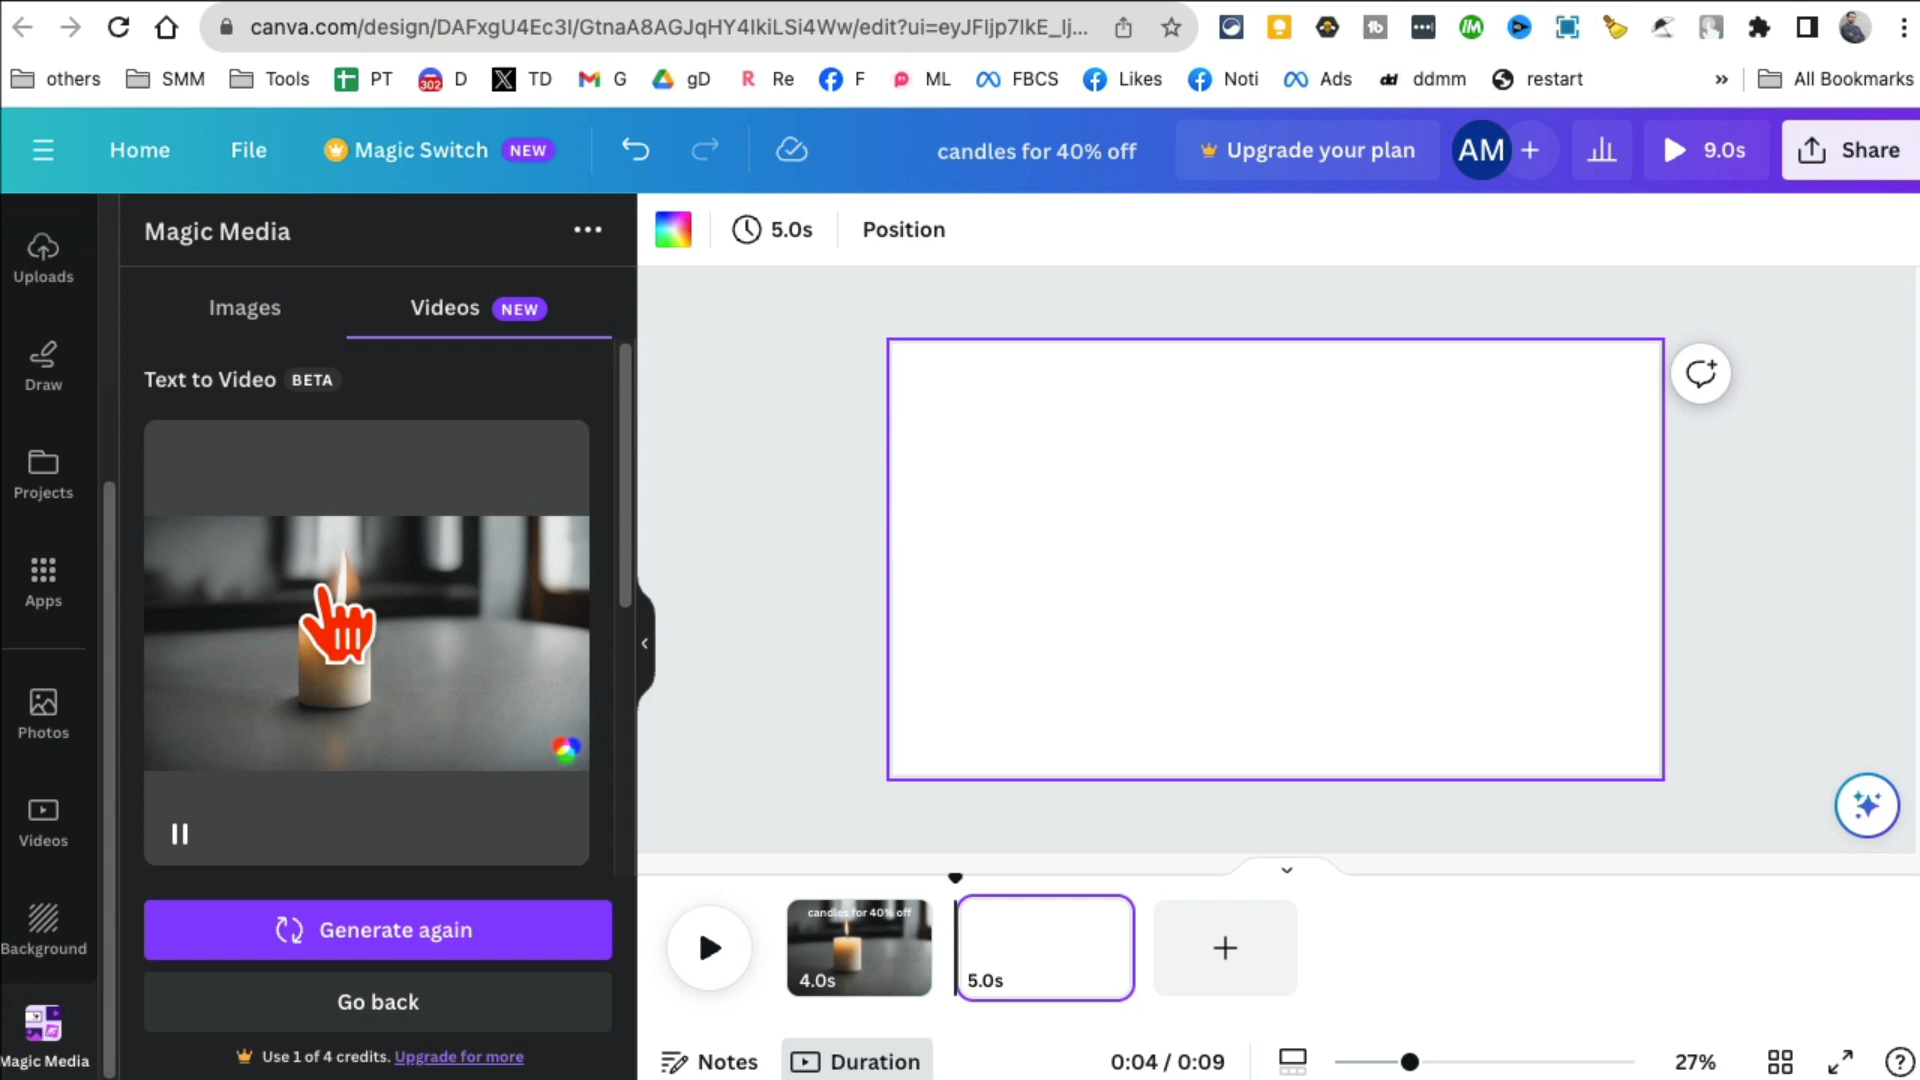 canva.com/design/DAFxgU4Ec3I/GtnaA8AGJqHY4IkiLSi4Ww/edit?ui=eyJFIjp7IkE_Ij...
others SMM Tools PT D TD G gD Re F ML FBCS Likes Noti Ads ddmm restart » All Bookmarks
Home File Magic Switch NEW candles for 40% off Upgrade your plan AM + 9.0s Share
Magic Media
5.0s Position
Uploads
Images Videos NEW
Text to Video BETA
Draw
Projects
Apps
Photos
Videos
Background
Magic Media
Generate again
Go back
Use 1 of 4 credits. Upgrade for more
candles for 40% off
4.0s
5.0s
Notes Duration 0:04 / 0:09 27%